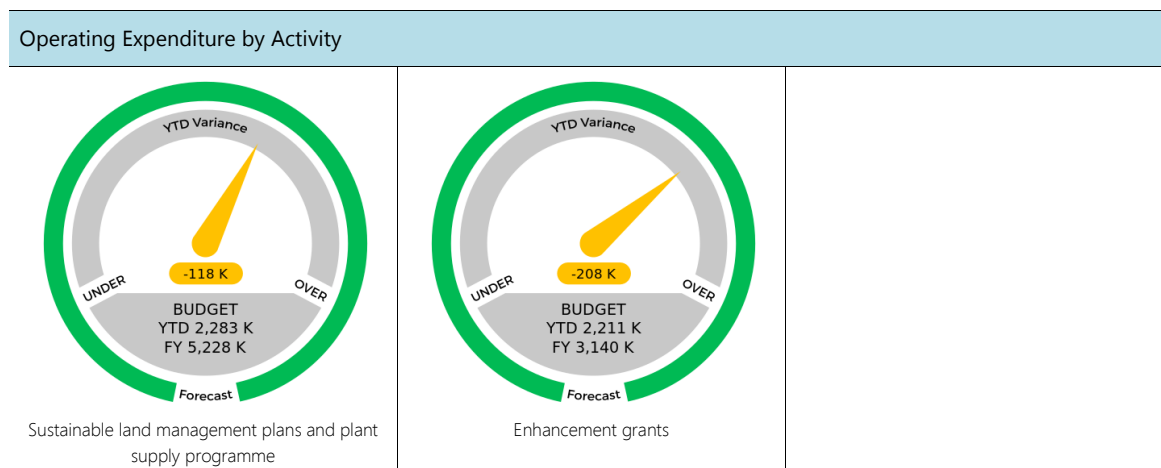 Operating Expenditure by Activity
YTD Variance
-118 K
UNDER
OVER
BUDGET
YTD 2,283 K
FY 5,228 K
Forecast
Sustainable land management plans and plant
supply programme
YTD Variance
-208 K
UNDER
OVER
BUDGET
YTD 2,211 K
FY 3,140 K
Forecast
Enhancement grants